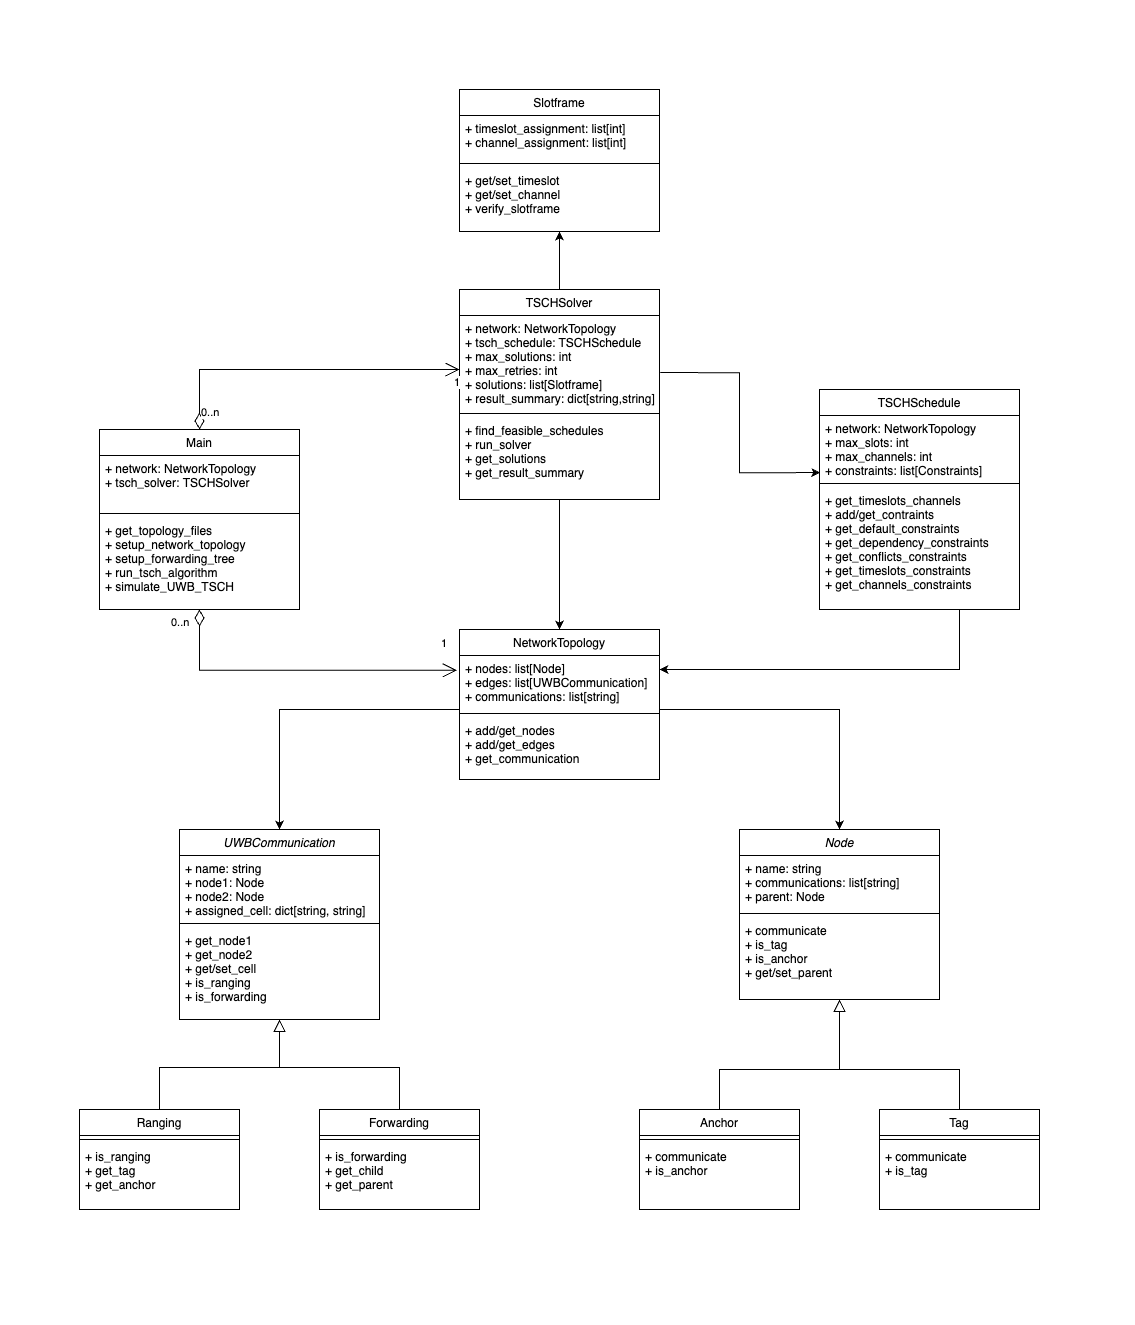 Slotframe
+ timeslot_assignment: list[int]
+ channel_assignment: list[int]
+ get/set_timeslot
+ get/set_channel
+ verify_slotframe
TSCHSolver
+ network: NetworkTopology
+ tsch_schedule: TSCHSchedule
+ max_solutions: int
+ max_retries: int
+ solutions: list[Slotframe]
+ result_summary: dict[string,string]
+ find_feasible_schedules
+ run_solver
+ get_solutions
+ get_result_summary
1
0..n
Main
+ network: NetworkTopology
+ tsch_solver: TSCHSolver
+ get_topology_files
+ setup_network_topology
+ setup_forwarding_tree
+ run_tsch_algorithm
+ simulate_UWB_TSCH
0..n
1
TSCHSchedule
+ network: NetworkTopology
+ max_slots: int
+ max_channels: int
+ constraints: list[Constraints]
+ get_timeslots_channels
+ add/get_contraints
+ get_default_constraints
+ get_dependency_constraints
+ get_conflicts_constraints
+ get_timeslots_constraints
+ get_channels_constraints
NetworkTopology
+ nodes: list[Node]
+ edges: list[UWBCommunication]
+ communications: list[string]
+ add/get_nodes
+ add/get_edges
+ get_communication
UWBCommunication
+ name: string
+ node1: Node
+ node2: Node
+ assigned_cell: dict[string, string]
+ get_node1
+ get_node2
+ get/set_cell
+ is_ranging
+ is_forwarding
Node
+ name: string
+ communications: list[string]
+ parent: Node
+ communicate
+ is_tag
+ is_anchor
+ get/set_parent
Ranging
+ is_ranging
+ get_tag
+ get_anchor
Forwarding
+ is_forwarding
+ get_child
+ get_parent
Anchor
+ communicate
+ is_anchor
Tag
+ communicate
+ is_tag